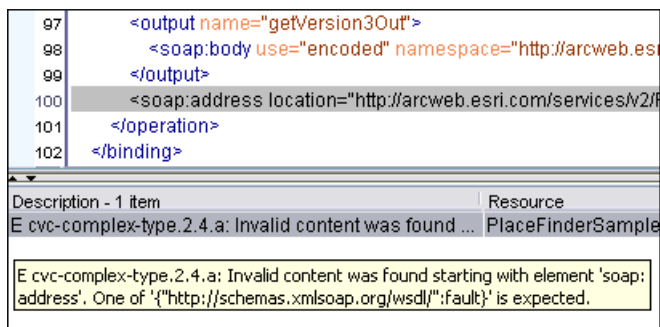 97 <output name="getVersion3Out">
98 <soap:body use="encoded" namespace="http://arcweb.esr
99 </output>
100 <soap:address location="http://arcweb.esri.com/services/v2/
101 </operation>
102 </binding>
Description - 1 item Resource
E cvc-complex-type.2.4.a: Invalid content was found ... PlaceFinderSample
E cvc-complex-type.2.4.a: Invalid content was found starting with element 'soap:
address'. One of '{"http://schemas.xmlsoap.org/wsdl/":fault}' is expected.